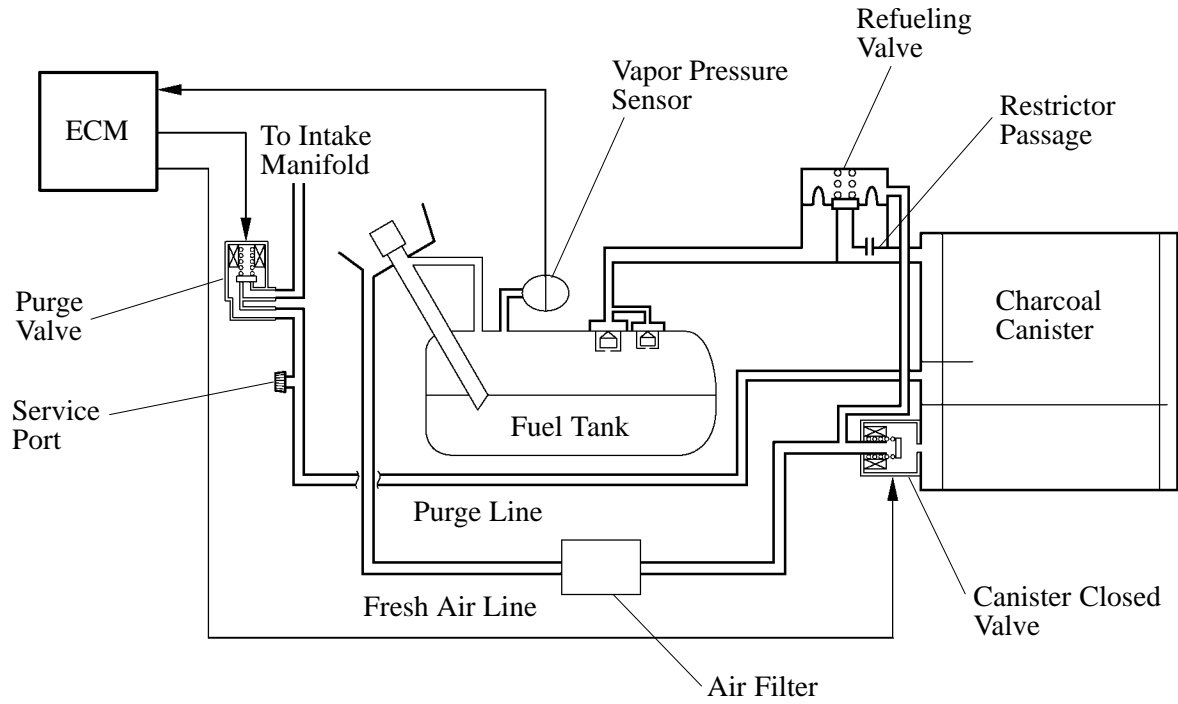 Refueling
Valve
Vapor Pressure
Sensor
Restrictor
Passage
ECM
To Intake
Manifold
Purge
Valve
Charcoal
Canister
Service
Port
Fuel Tank
Purge Line
Fresh Air Line
Canister Closed
Valve
Air Filter